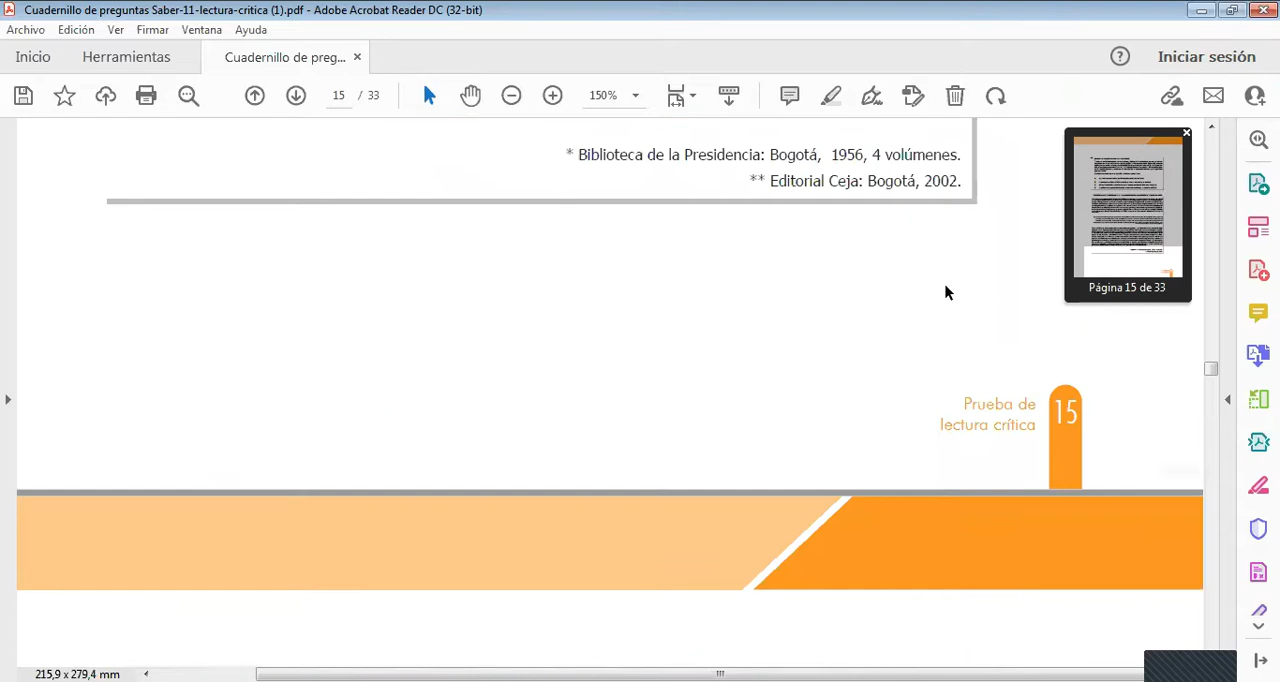 Cuadernillo de preguntas Saber-11-lectura-critica (1).pdf - Adobe Acrobat Reader DC (32-bit)
Archivo Edición Ver Firmar Ventana Ayuda
Inicio Herramientas Cuadernillo de preg... × Iniciar sesión
15 / 33 150%
* Biblioteca de la Presidencia: Bogotá, 1956, 4 volúmenes.
** Editorial Ceja: Bogotá, 2002.
Página 15 de 33
Prueba de
lectura crítica
15
215,9 x 279,4 mm